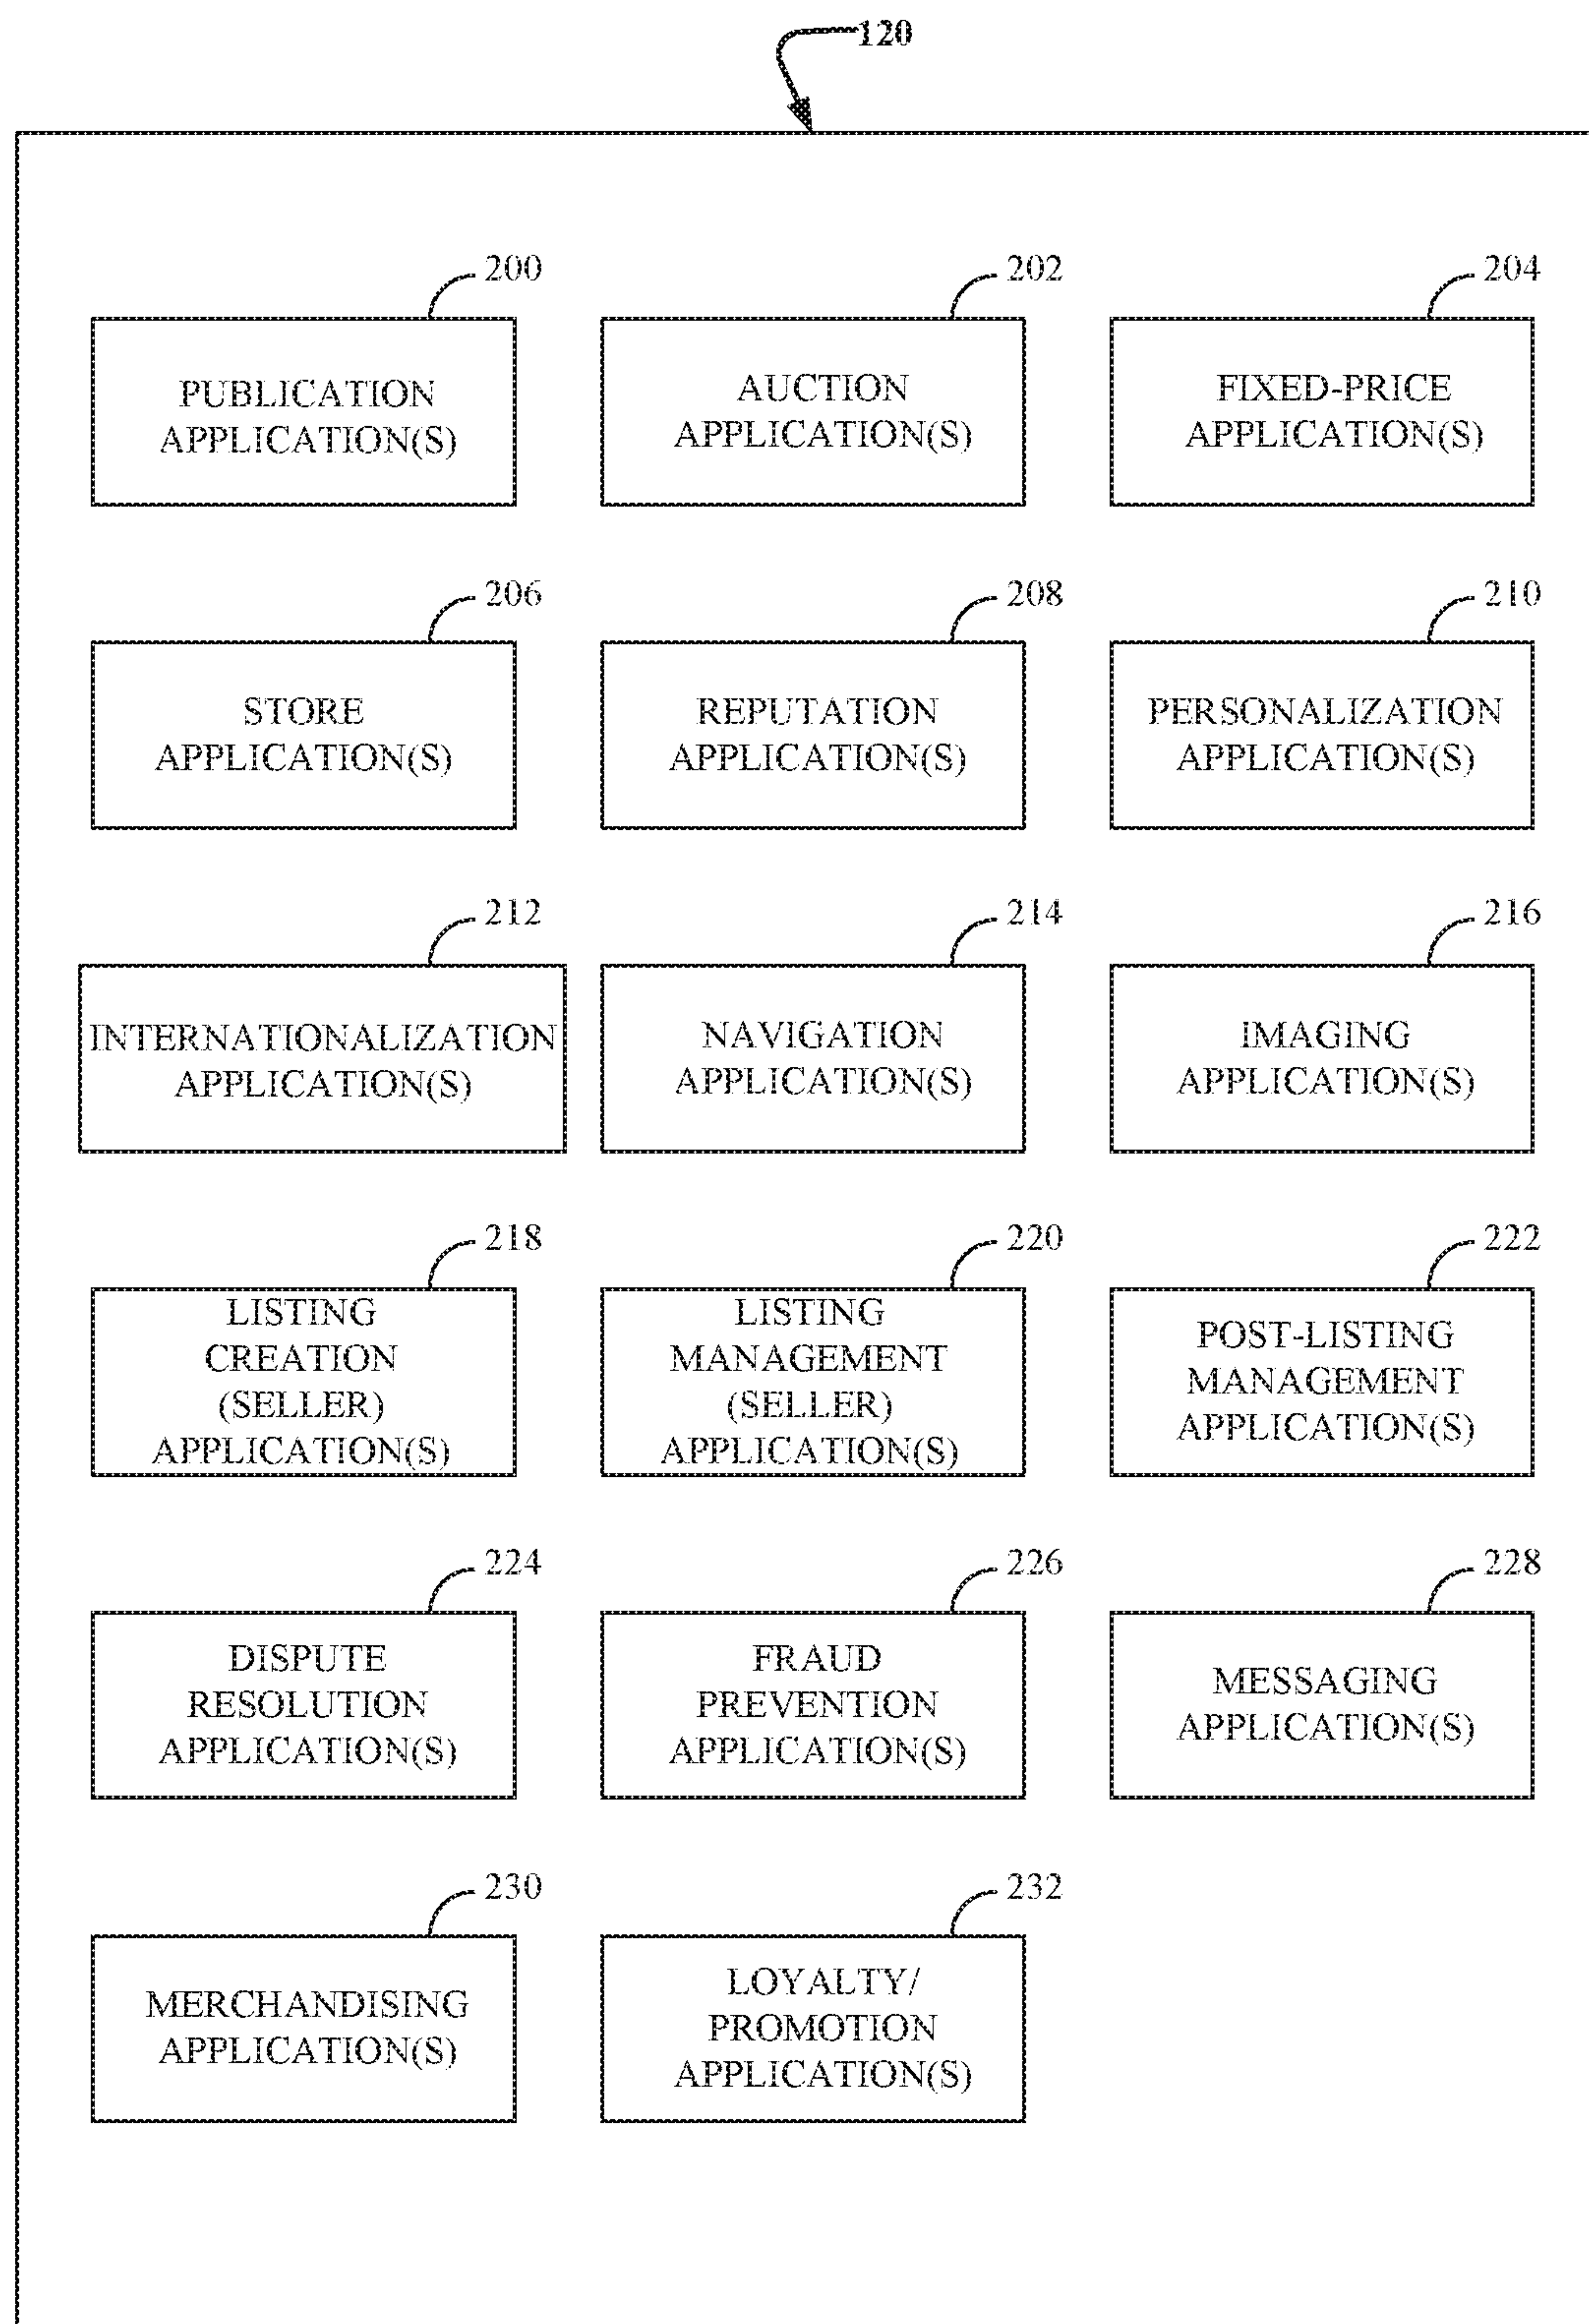 120
200
PUBLICATION
APPLICATION(S)
202
AUCTION
APPLICATION(S)
204
FIXED-PRICE
APPLICATION(S)
206
STORE
APPLICATION(S)
208
REPUTATION
APPLICATION(S)
210
PERSONALIZATION
APPLICATION(S)
212
INTERNATIONALIZATION
APPLICATION(S)
214
NAVIGATION
APPLICATION(S)
216
IMAGING
APPLICATION(S)
218
LISTING
CREATION
(SELLER)
APPLICATION(S)
220
LISTING
MANAGEMENT
(SELLER)
APPLICATION(S)
222
POST-LISTING
MANAGEMENT
APPLICATION(S)
224
DISPUTE
RESOLUTION
APPLICATION(S)
226
FRAUD
PREVENTION
APPLICATION(S)
228
MESSAGING
APPLICATION(S)
230
MERCHANDISING
APPLICATION(S)
232
LOYALTY/
PROMOTION
APPLICATION(S)